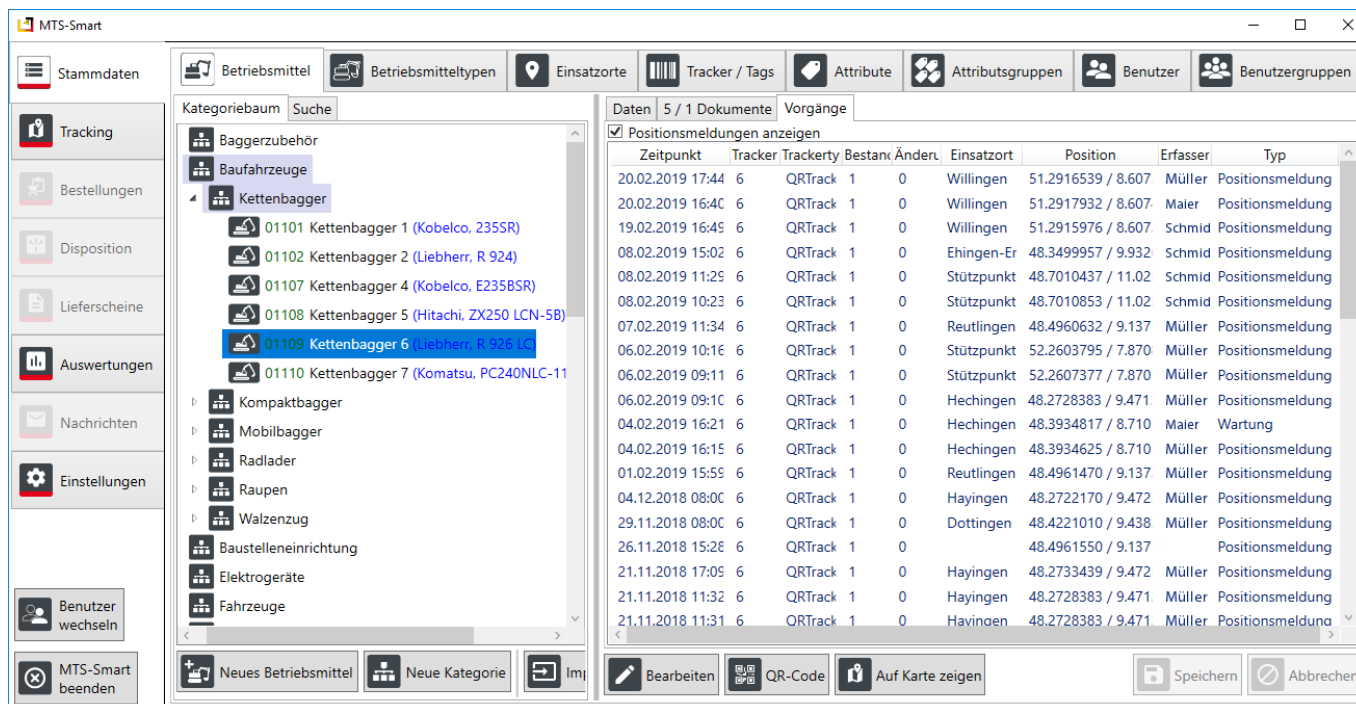 MTS-Smart
Stammdaten
Tracking
Bestellungen
Disposition
Lieferscheine
Auswertungen
Nachrichten
Einstellungen
Benutzer
wechseln
MTS-Smart
beenden
Betriebsmittel Betriebsmitteltypen Einsatzorte Tracker / Tags Attribute Attributsgruppen Benutzer Benutzergruppen
Kategoriebaum Suche
Baggerzubehör
Baufahrzeuge
Kettenbagger
01101 Kettenbagger 1 (Kobelco, 235SR)
01102 Kettenbagger 2 (Liebherr, R 924)
01107 Kettenbagger 4 (Kobelco, E235BSR)
01108 Kettenbagger 5 (Hitachi, ZX250 LCN-5B)
01109 Kettenbagger 6 (Liebherr, R 926 LC)
01110 Kettenbagger 7 (Komatsu, PC240NLC-11
Kompaktbagger
Mobilbagger
Radlader
Raupen
Walzenzug
Baustelleneinrichtung
Elektrogeräte
Fahrzeuge
Neues Betriebsmittel Neue Kategorie Imp
Daten 5 / 1 Dokumente Vorgänge
Positionsmeldungen anzeigen
Zeitpunkt Tracker Trackerty Bestand Änderu Einsatzort Position Erfasser Typ
20.02.2019 17:44 6 QRTrack 1 0 Willingen 51.2916539 / 8.607 Müller Positionsmeldung
20.02.2019 16:40 6 QRTrack 1 0 Willingen 51.2917932 / 8.607 Maier Positionsmeldung
19.02.2019 16:49 6 QRTrack 1 0 Willingen 51.2915976 / 8.607 Schmid Positionsmeldung
08.02.2019 15:02 6 QRTrack 1 0 Ehingen-Er 48.3499957 / 9.932 Schmid Positionsmeldung
08.02.2019 11:29 6 QRTrack 1 0 Stützpunkt 48.7010437 / 11.02 Schmid Positionsmeldung
08.02.2019 10:23 6 QRTrack 1 0 Stützpunkt 48.7010853 / 11.02 Schmid Positionsmeldung
07.02.2019 11:34 6 QRTrack 1 0 Reutlingen 48.4960632 / 9.137 Müller Positionsmeldung
06.02.2019 10:16 6 QRTrack 1 0 Stützpunkt 52.2603795 / 7.870 Müller Positionsmeldung
06.02.2019 09:11 6 QRTrack 1 0 Stützpunkt 52.2607377 / 7.870 Müller Positionsmeldung
06.02.2019 09:10 6 QRTrack 1 0 Hechingen 48.2728383 / 9.471 Müller Positionsmeldung
04.02.2019 16:21 6 QRTrack 1 0 Hechingen 48.3934817 / 8.710 Maier Wartung
04.02.2019 16:15 6 QRTrack 1 0 Hechingen 48.3934625 / 8.710 Müller Positionsmeldung
01.02.2019 15:59 6 QRTrack 1 0 Reutlingen 48.4961470 / 9.137 Müller Positionsmeldung
04.12.2018 08:00 6 QRTrack 1 0 Hayingen 48.2722170 / 9.472 Müller Positionsmeldung
29.11.2018 08:00 6 QRTrack 1 0 Dottingen 48.4221010 / 9.438 Müller Positionsmeldung
26.11.2018 15:28 6 QRTrack 1 0 48.4961550 / 9.137 Positionsmeldung
21.11.2018 17:09 6 QRTrack 1 0 Hayingen 48.2733439 / 9.472 Müller Positionsmeldung
21.11.2018 11:32 6 QRTrack 1 0 Hayingen 48.2728383 / 9.471 Müller Positionsmeldung
21.11.2018 11:31 6 QRTrack 1 0 Hayingen 48.2728383 / 9.471 Müller Positionsmeldung
Bearbeiten QR-Code Auf Karte zeigen Speichern Abbrechen